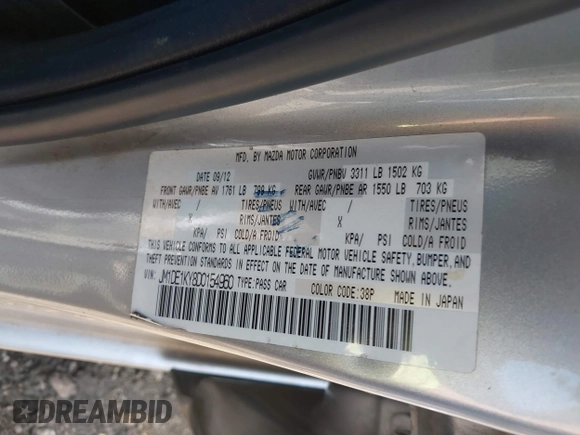 MFD. BY MAZDA MOTOR CORPORATION
DATE 09/12 GVWR/PNBV 3311 LB 1502 KG
FRONT GAWR/PNBE AV 1761 LB 799 KG REAR GAWR/PNBE AR 1550 LB 703 KG
WITH/AVEC / TIRES/PNEUS WITH/AVEC / TIRES/PNEUS
X RIMS/JANTES X RIMS/JANTES
KPA/ PSI COLD/A FROID KPA/ PSI COLD/A FROID
THIS VEHICLE CONFORMS TO ALL APPLICABLE FEDERAL MOTOR VEHICLE SAFETY, BUMPER, AND
THEFT PREVENTION STANDARDS IN EFFECT ON THE DATE OF MANUFACTURE SHOWN ABOVE.
VIN: JM1DE1KY8D0154960 TYPE:PASS CAR COLOR CODE:38P MADE IN JAPAN
DREAMBID